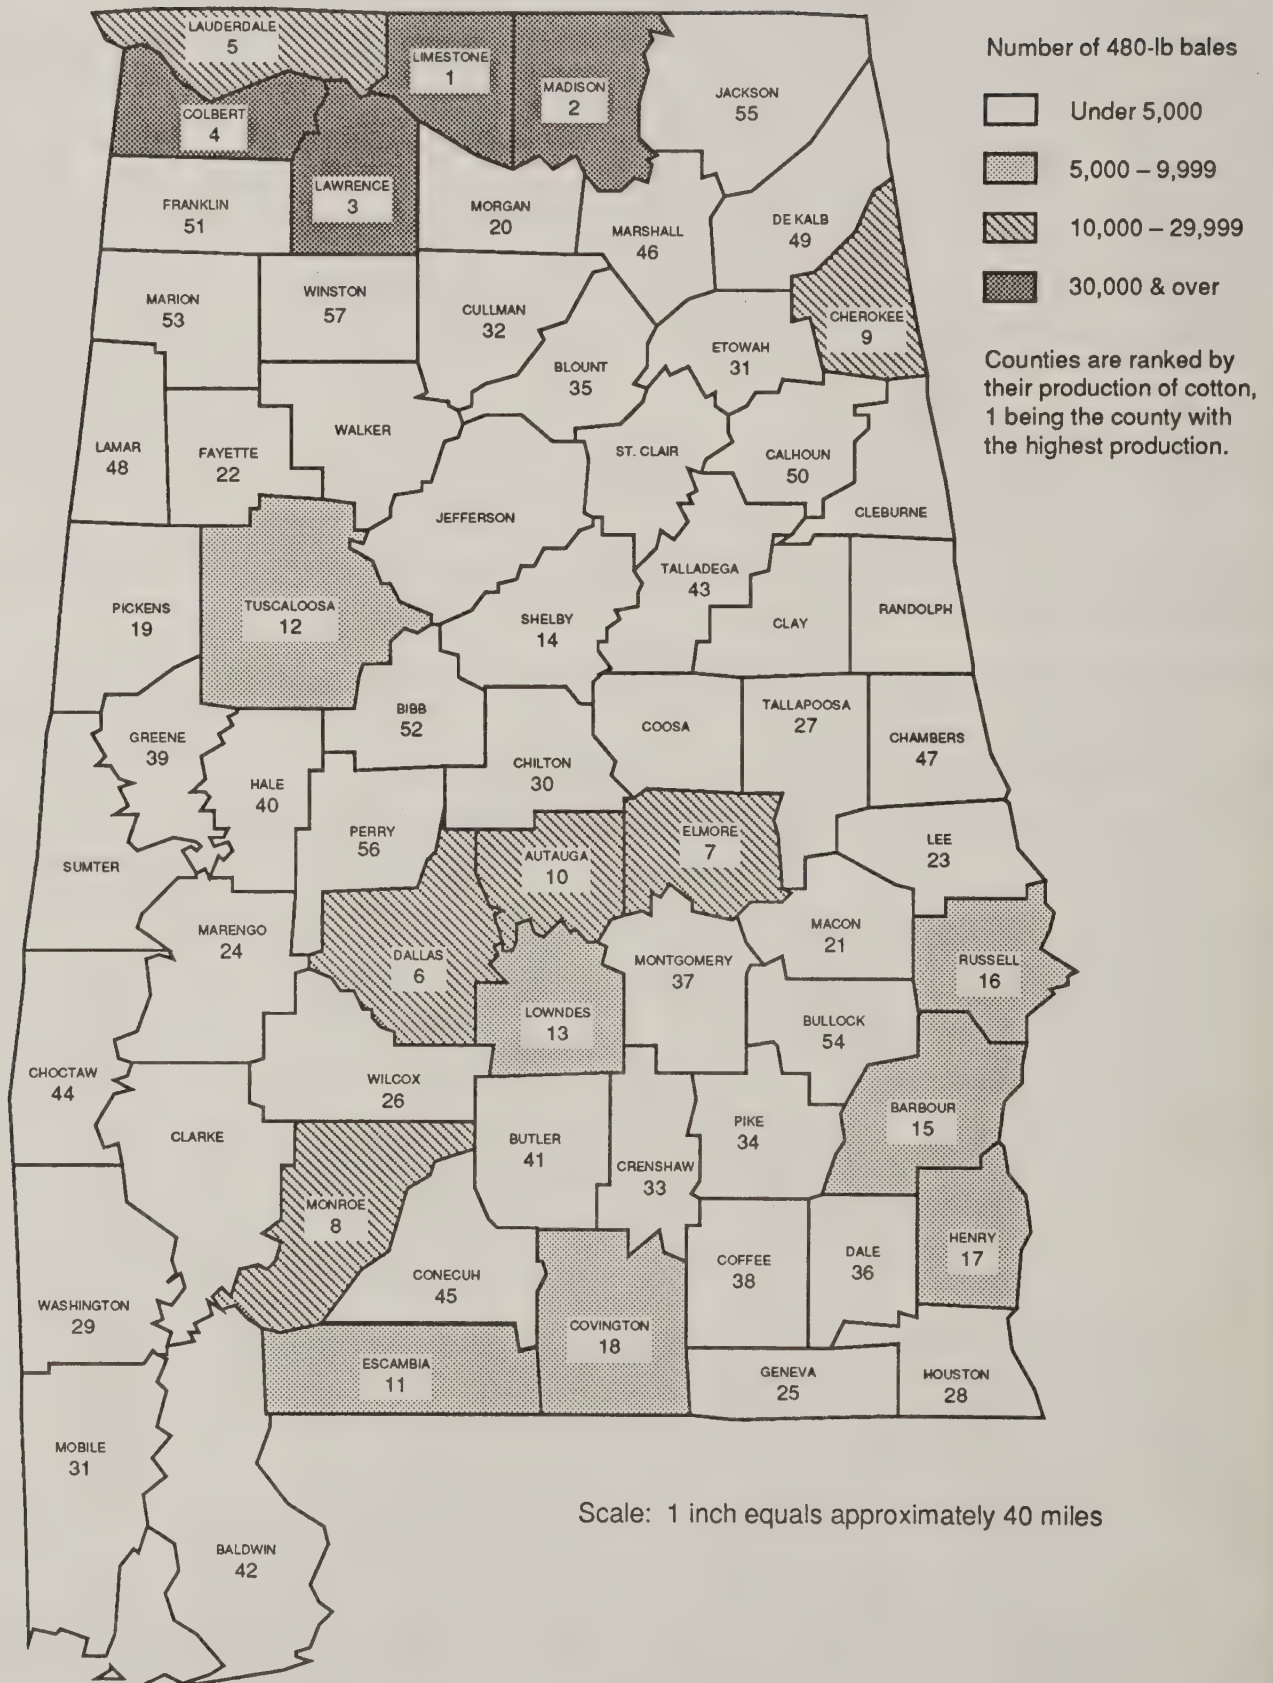 LAUDERDALE
5
LIMESTONE
1
MADISON
2
JACKSON
55
COLBERT
4
LAWRENCE
3
FRANKLIN
51
MORGAN
20
MARSHALL
46
DE KALB
49
MARION
53
WINSTON
57
CULLMAN
32
BLOUNT
35
ETOWAH
31
CHEROKEE
9
LAMAR
48
FAYETTE
22
WALKER
ST. CLAIR
CALHOUN
50
JEFFERSON
CLEBURNE
TALLADEGA
43
PICKENS
19
TUSCALOOSA
12
SHELBY
14
CLAY
RANDOLPH
BIBB
52
GREENE
39
HALE
40
CHILTON
30
COOSA
TALLAPOOSA
27
CHAMBERS
47
PERRY
56
AUTAUGA
10
ELMORE
7
LEE
23
SUMTER
MARENGO
24
DALLAS
6
LOWNDES
13
MONTGOMERY
37
MACON
21
RUSSELL
16
BULLOCK
54
CHOCTAW
44
WILCOX
26
CLARKE
BUTLER
41
CRENSHAW
33
PIKE
34
BARBOUR
15
MONROE
8
CONECUH
45
COFFEE
38
DALE
36
HENRY
17
WASHINGTON
29
ESCAMBIA
11
COVINGTON
18
GENEVA
25
HOUSTON
28
MOBILE
31
BALDWIN
42
Number of 480-lb bales
Under 5,000
5,000 – 9,999
10,000 – 29,999
30,000 & over
Counties are ranked by
their production of cotton,
1 being the county with
the highest production.
Scale: 1 inch equals approximately 40 miles